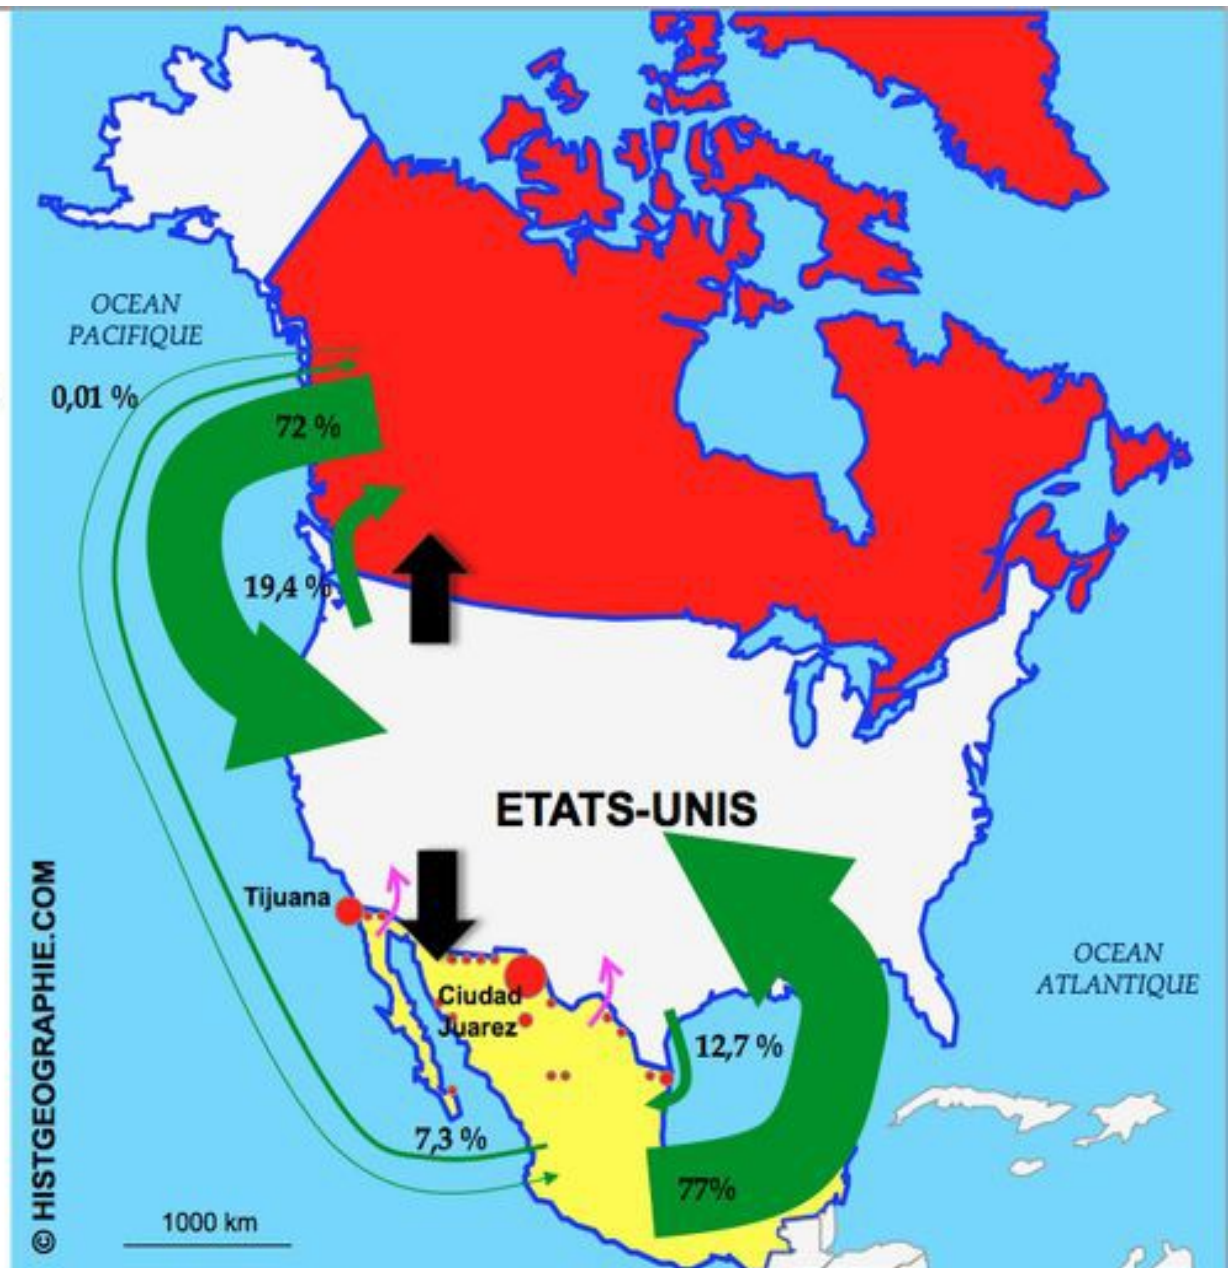 OCEAN
PACIFIQUE
0,01 %
72 %
19,4 %
ETATS-UNIS
Tijuana
OCEAN
ATLANTIQUE
Ciudad
Juarez
12,7 %
7,3 %
77%
1000 km
© HISTGEOGRAPHIE.COM